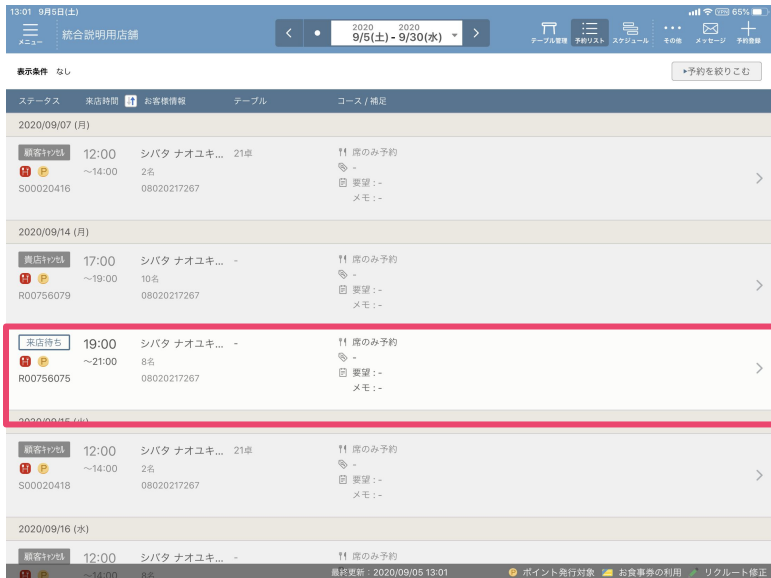 13:01 9月5日(土) 65%
メニュー 統合説明用店舗 2020 2020 テーブル管理 予約リスト スケジュール その他 メッセージ 予約登録
9/5(土) - 9/30(水)
表示条件 なし ▸予約を絞りこむ
ステータス 来店時間 お客様情報 テーブル コース / 補足
2020/09/07 (月)
顧客ｷｬﾝｾﾙ 12:00 シバタ ナオユキ... 21卓 席のみ予約
P ～14:00 2名 -
S00020416 08020217267 要望 : -
メモ : -
2020/09/14 (月)
貴店ｷｬﾝｾﾙ 17:00 シバタ ナオユキ... - 席のみ予約
P ～19:00 10名 -
R00756079 08020217267 要望 : -
メモ : -
来店待ち 19:00 シバタ ナオユキ... - 席のみ予約
P ～21:00 8名 -
R00756075 08020217267 要望 : -
メモ : -
2020/09/15 (火)
顧客ｷｬﾝｾﾙ 12:00 シバタ ナオユキ... 21卓 席のみ予約
P ～14:00 2名 -
S00020418 08020217267 要望 : -
メモ : -
2020/09/16 (水)
顧客ｷｬﾝｾﾙ 12:00 シバタ ナオユキ... - 席のみ予約
P ～14:00 8名 最終更新 : 2020/09/05 13:01 P ポイント発行対象 お食事券の利用 リクルート修正